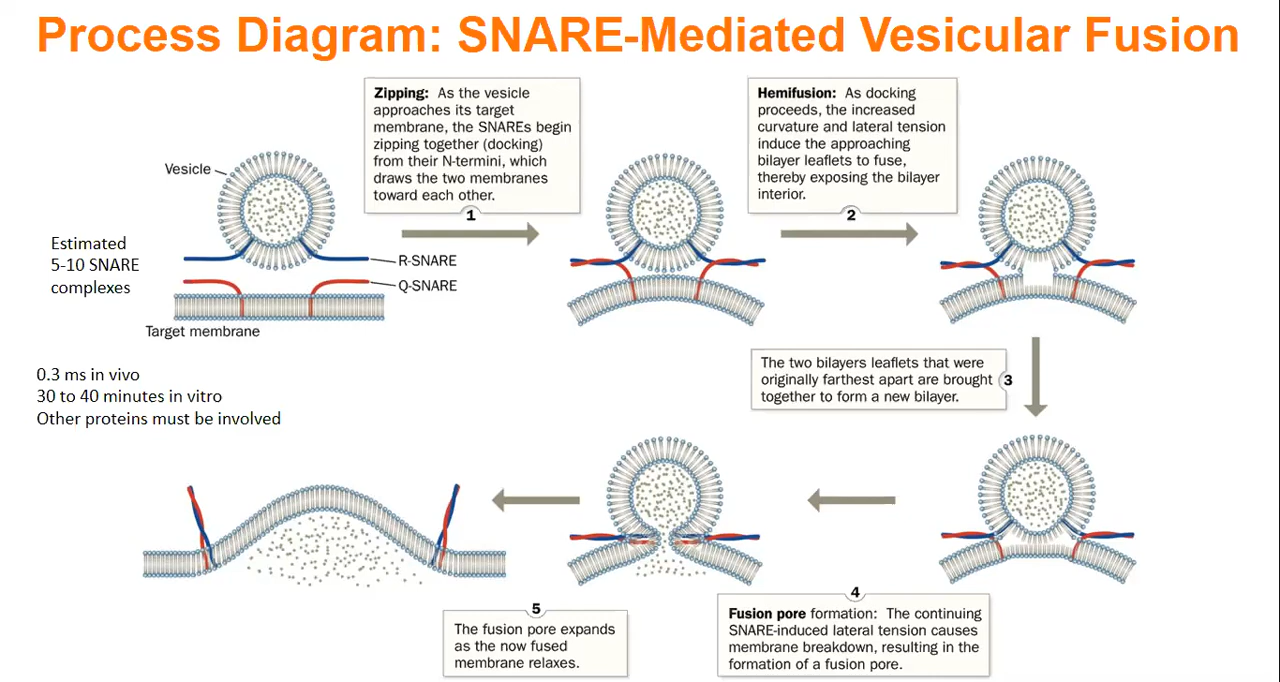 Process Diagram: SNARE-Mediated Vesicular Fusion
Zipping: As the vesicle
approaches its target
membrane, the SNAREs begin
zipping together (docking)
from their N-termini, which
draws the two membranes
toward each other.
1
Hemifusion: As docking
proceeds, the increased
curvature and lateral tension
induce the approaching
bilayer leaflets to fuse,
thereby exposing the bilayer
interior.
2
Vesicle
Estimated
5-10 SNARE
complexes
R-SNARE
Q-SNARE
Target membrane
0.3 ms in vivo
30 to 40 minutes in vitro
Other proteins must be involved
The two bilayers leaflets that were
originally farthest apart are brought
together to form a new bilayer.
3
4
Fusion pore formation: The continuing
SNARE-induced lateral tension causes
membrane breakdown, resulting in the
formation of a fusion pore.
5
The fusion pore expands
as the now fused
membrane relaxes.